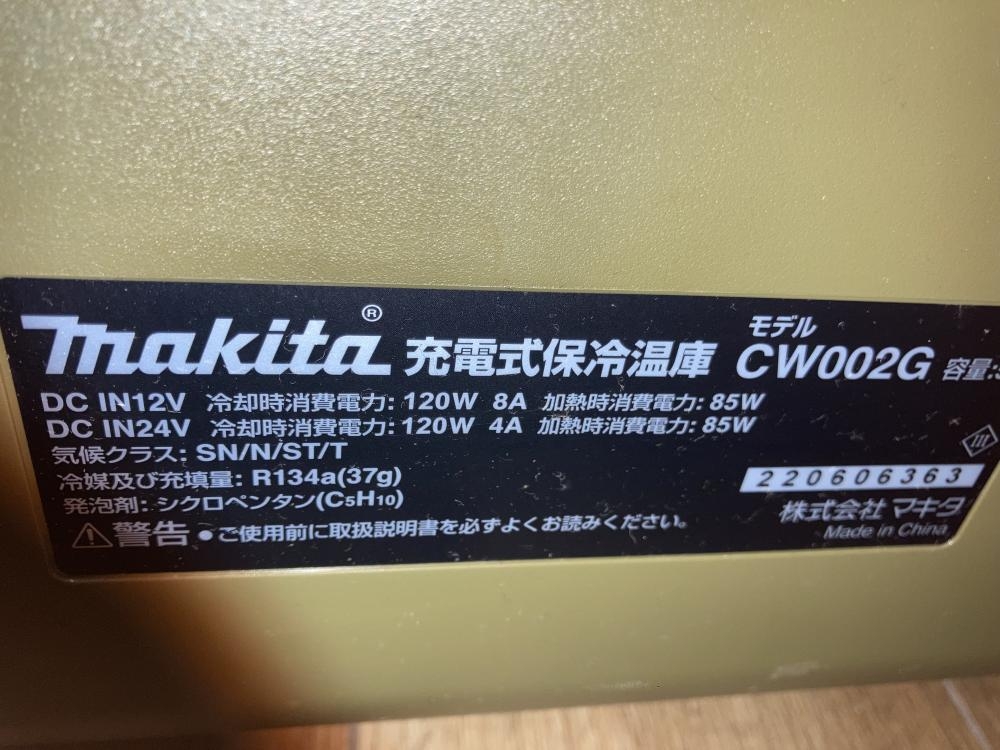 makita® 充電式保冷温庫 モデル CW002G 容量:
DC IN12V 冷却時消費電力: 120W 8A 加熱時消費電力: 85W
DC IN24V 冷却時消費電力: 120W 4A 加熱時消費電力: 85W
気候クラス: SN/N/ST/T
冷媒及び充填量: R134a(37g)
発泡剤: シクロペンタン(C₅H₁₀)
⚠警告 ●ご使用前に取扱説明書を必ずよくお読みください。
220606363
株式会社 マキタ
Made in China